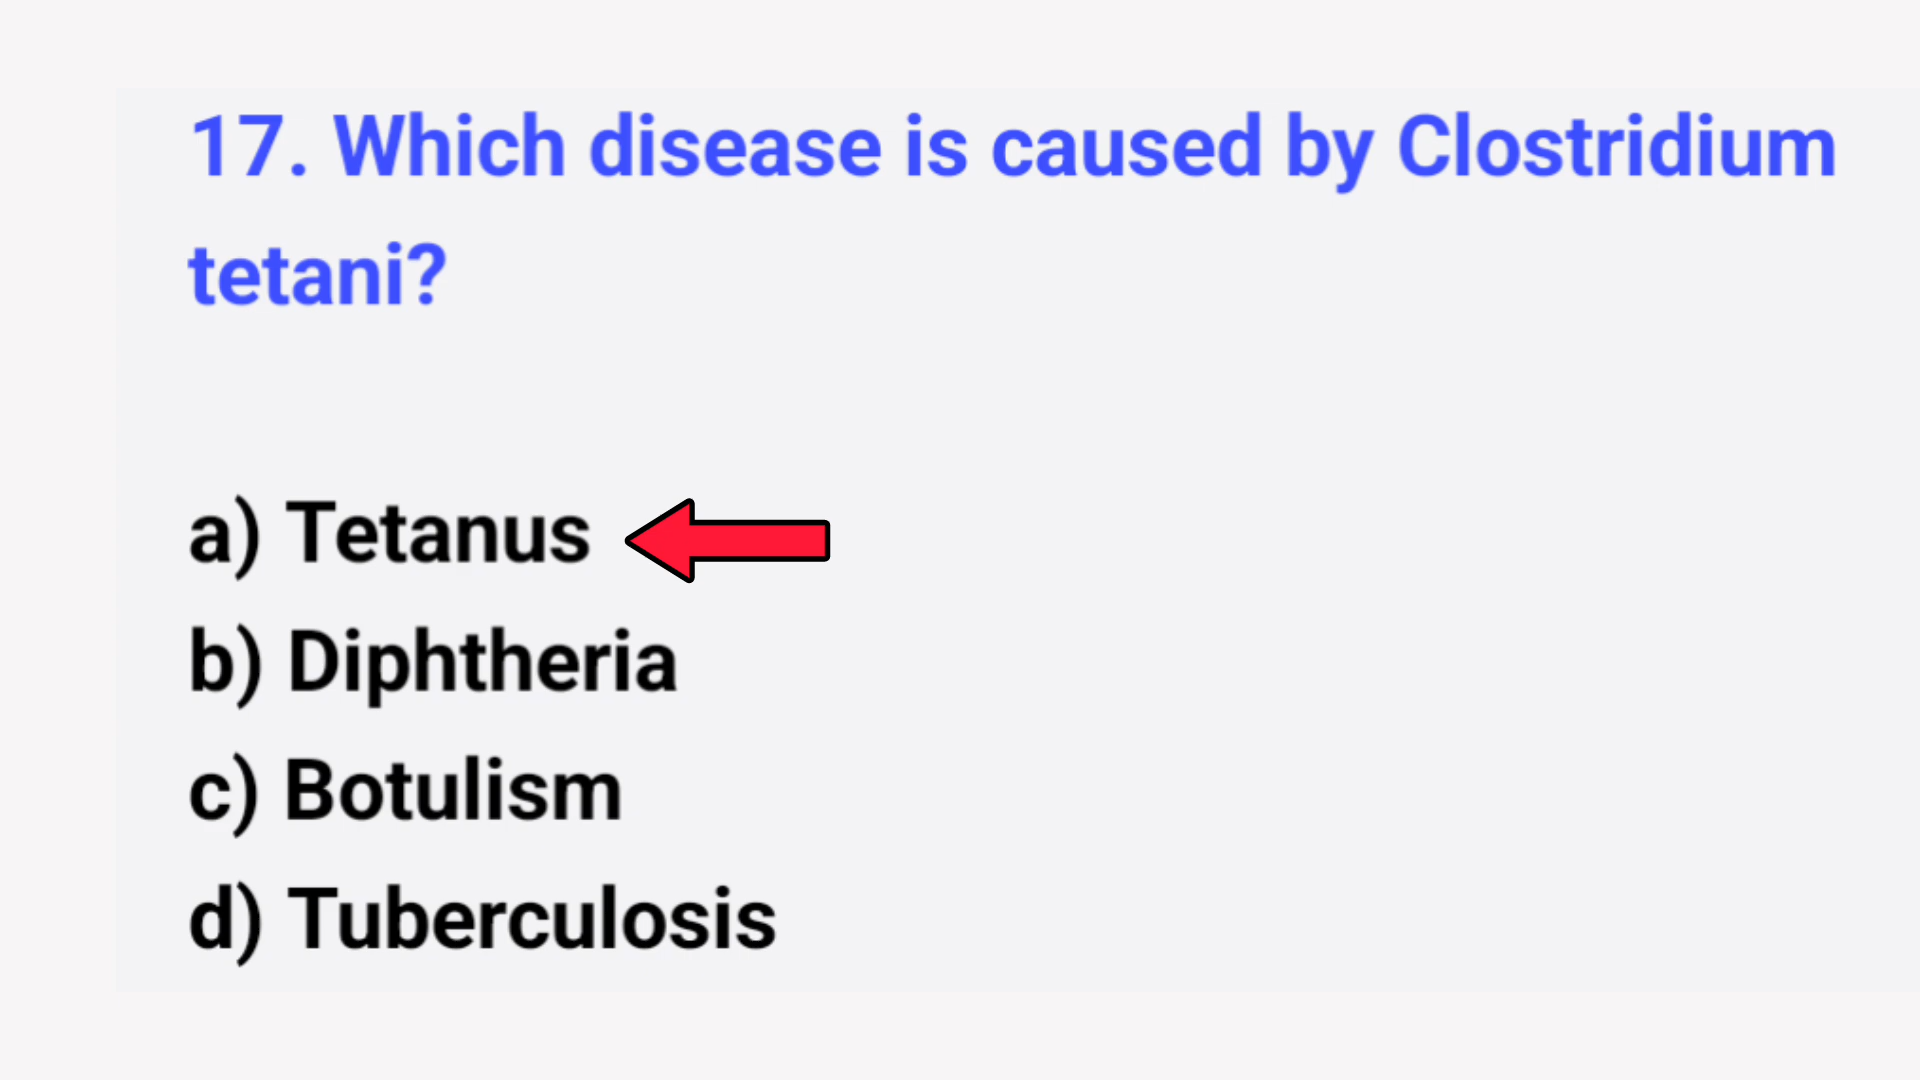 17. Which disease is caused by Clostridium
tetani?
a) Tetanus
b) Diphtheria
c) Botulism
d) Tuberculosis